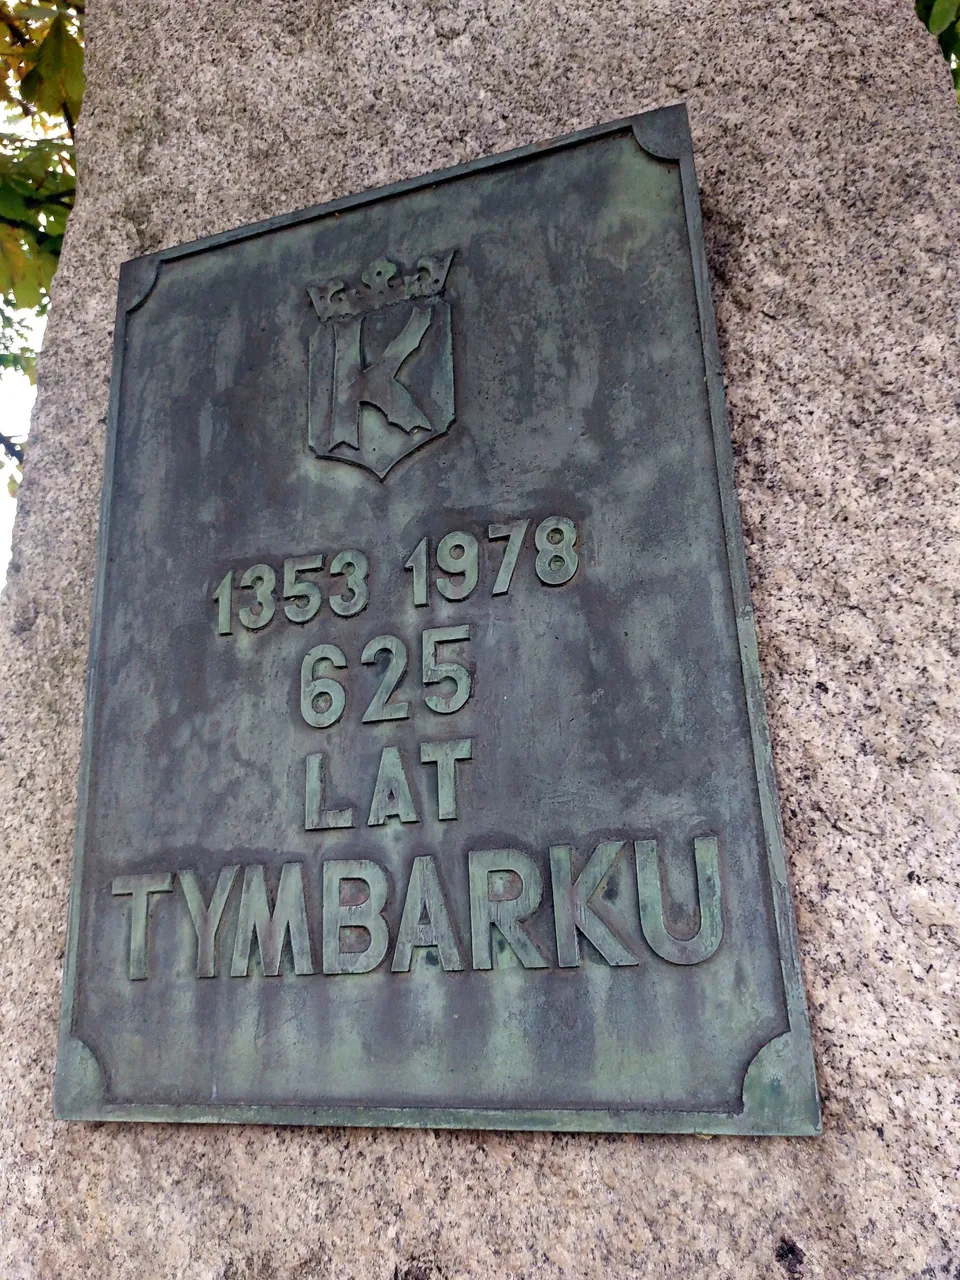 K
1353 1978
625
LAT
TYMBARKU